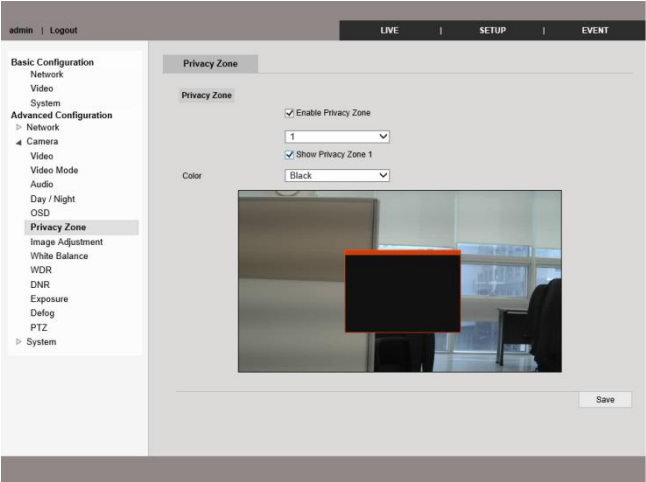 admin | Logout
LIVE | SETUP | EVENT
Basic Configuration
Network
Video
System
Advanced Configuration
Network
Camera
Video
Video Mode
Audio
Day / Night
OSD
Privacy Zone
Image Adjustment
White Balance
WDR
DNR
Exposure
Defog
PTZ
System
Privacy Zone
Privacy Zone
Enable Privacy Zone
1
Show Privacy Zone 1
Color
Black
Save